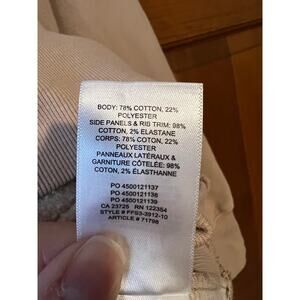 BODY: 78% COTTON, 22%
POLYESTER
SIDE PANELS & RIB TRIM: 98%
COTTON, 2% ELASTANE
CORPS: 78% COTON, 22%
POLYESTER
PANNEAUX LATÉRAUX &
GARNITURE CÔTELÉE: 98%
COTON, 2% ÉLASTHANNE
PO 4500121137
PO 4500121138
PO 4500121139
CA 23725 RN 122354
STYLE # FFS3-3912-10
ARTICLE # 71798